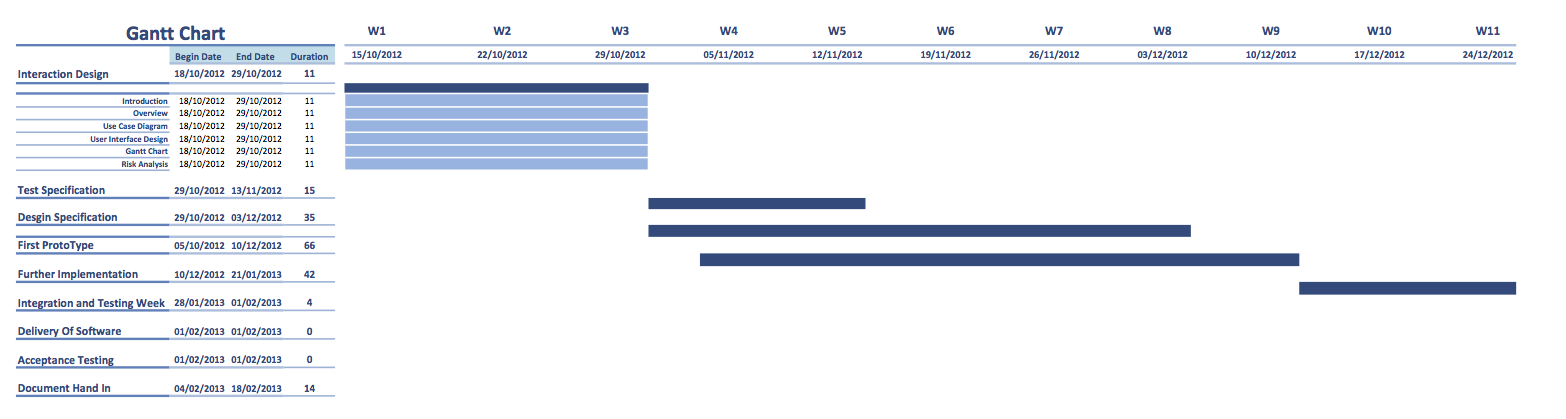 Gantt Chart W1 W2 W3 W4 W5 W6 W7 W8 W9 W10 W11
Begin Date End Date Duration 15/10/2012 22/10/2012 29/10/2012 05/11/2012 12/11/2012 19/11/2012 26/11/2012 03/12/2012 10/12/2012 17/12/2012 24/12/2012
Interaction Design 18/10/2012 29/10/2012 11
Introduction 18/10/2012 29/10/2012 11
Overview 18/10/2012 29/10/2012 11
Use Case Diagram 18/10/2012 29/10/2012 11
User Interface Design 18/10/2012 29/10/2012 11
Gantt Chart 18/10/2012 29/10/2012 11
Risk Analysis 18/10/2012 29/10/2012 11
Test Specification 29/10/2012 13/11/2012 15
Desgin Specification 29/10/2012 03/12/2012 35
First ProtoType 05/10/2012 10/12/2012 66
Further Implementation 10/12/2012 21/01/2013 42
Integration and Testing Week 28/01/2013 01/02/2013 4
Delivery Of Software 01/02/2013 01/02/2013 0
Acceptance Testing 01/02/2013 01/02/2013 0
Document Hand In 04/02/2013 18/02/2013 14